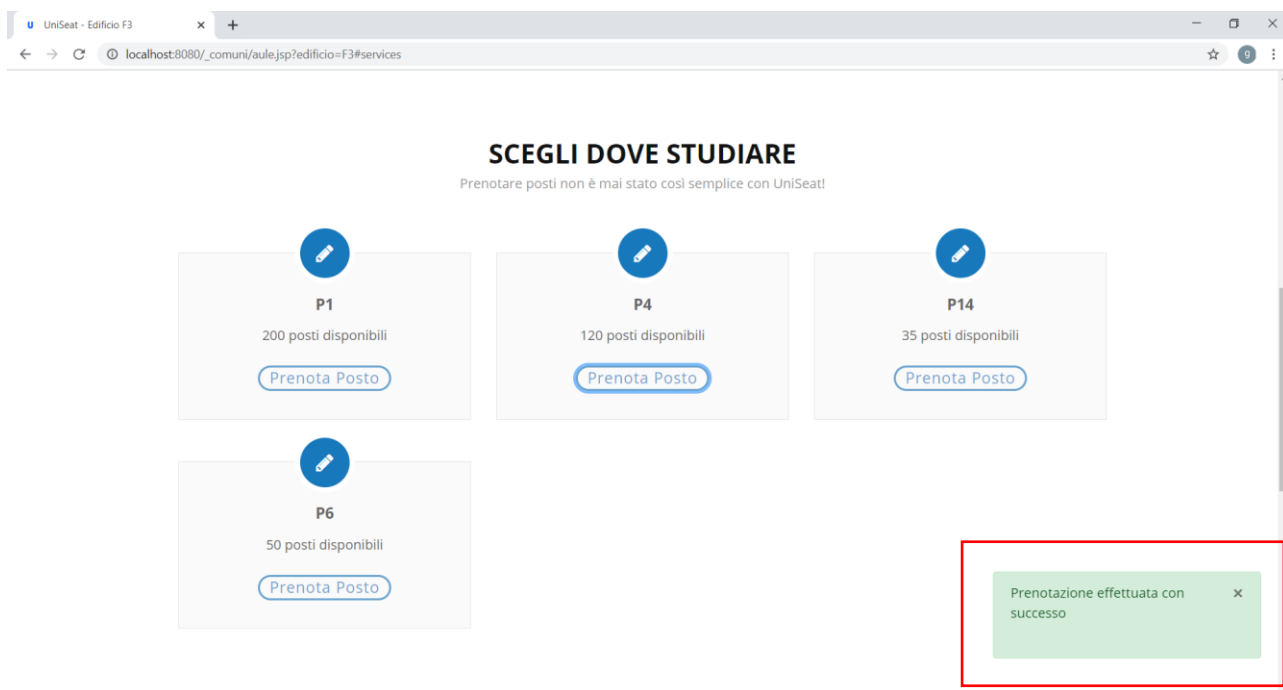 U UniSeat - Edificio F3
localhost:8080/_comuni/aule.jsp?edificio=F3#services
g
SCEGLI DOVE STUDIARE
Prenotare posti non è mai stato così semplice con UniSeat!
P1
200 posti disponibili
Prenota Posto
P4
120 posti disponibili
Prenota Posto
P14
35 posti disponibili
Prenota Posto
P6
50 posti disponibili
Prenota Posto
Prenotazione effettuata con
successo